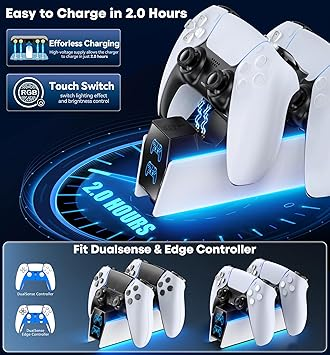 Easy to Charge in 2.0 Hours
Effortless Charging
High-voltage supply allows the charger
to charge in just 2.0 hours
RGB
Touch Switch
switch lighting effect
and brightness control
2.0 HOURS
Fit Dualsense & Edge Controller
DualSense Controller
DualSense
Edge Controller